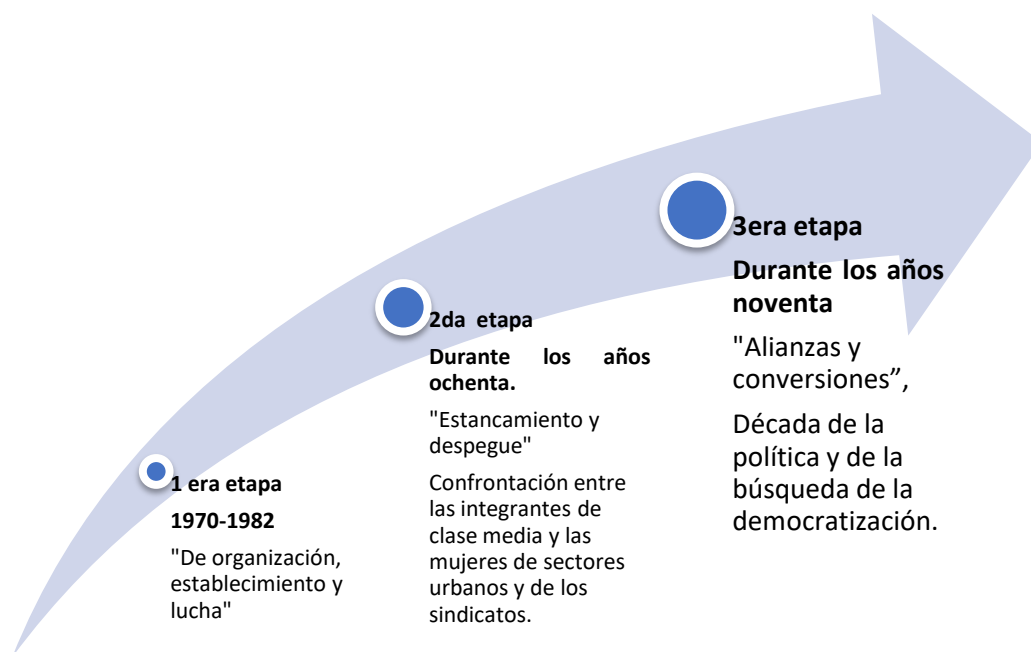 1 era etapa
1970-1982
"De organización,
establecimiento y
lucha"
2da etapa
Durante los años
ochenta.
"Estancamiento y
despegue"
Confrontación entre
las integrantes de
clase media y las
mujeres de sectores
urbanos y de los
sindicatos.
3era etapa
Durante los años
noventa
"Alianzas y
conversiones”,
Década de la
política y de la
búsqueda de la
democratización.